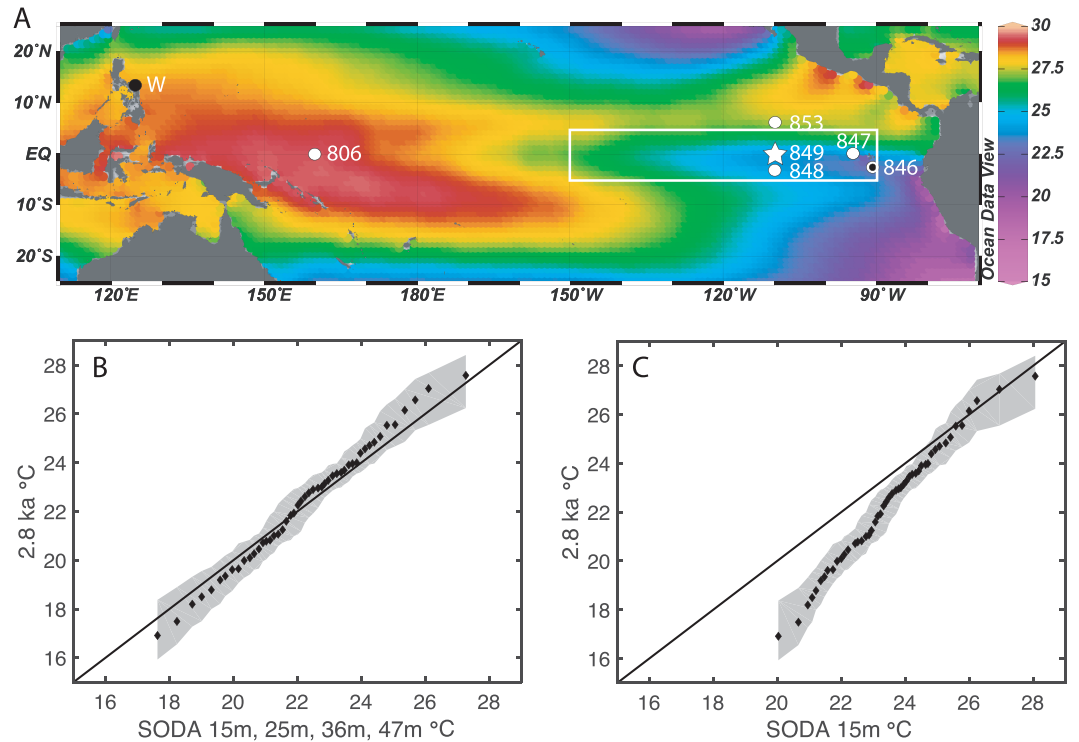 A
20˚N
10˚N
EQ
10˚S
20˚S
W
806
853
847
849
848
846
120˚E
150˚E
180˚E
150˚W
120˚W
90˚W
Ocean Data View
30
27.5
25
22.5
20
17.5
15
B
28
26
24
22
20
18
16
2.8 ka °C
16 18 20 22 24 26 28
SODA 15m, 25m, 36m, 47m °C
C
28
26
24
22
20
18
16
2.8 ka °C
16 18 20 22 24 26 28
SODA 15m °C